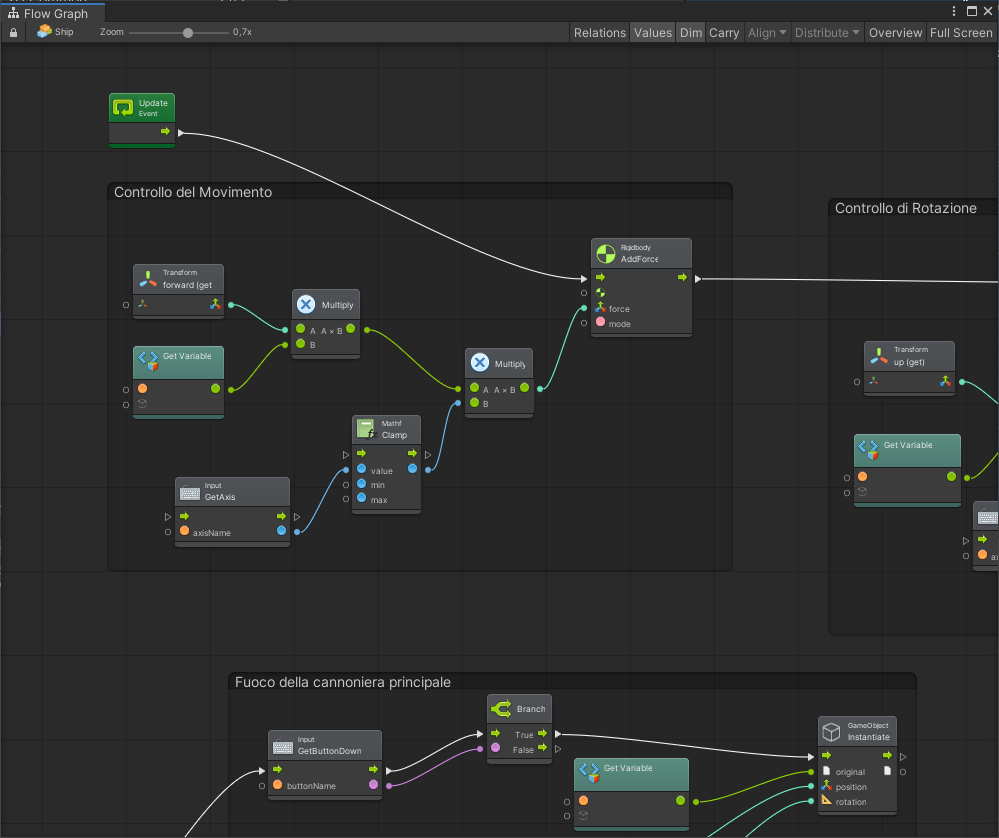 Flow Graph
Ship
Zoom
0,7x
Relations
Values
Dim
Carry
Align
Distribute
Overview
Full Screen
Update
Event
Controllo del Movimento
Controllo di Rotazione
Rigidbody
AddForce
force
mode
Transform
forward (get
Multiply
A A × B
B
Get Variable
Multiply
A A × B
B
Mathf
Clamp
value
min
max
Input
GetAxis
axisName
Transform
up (get)
Get Variable
Fuoco della cannoniera principale
Input
GetButtonDown
buttonName
Branch
True
False
Get Variable
GameObject
Instantiate
original
position
rotation